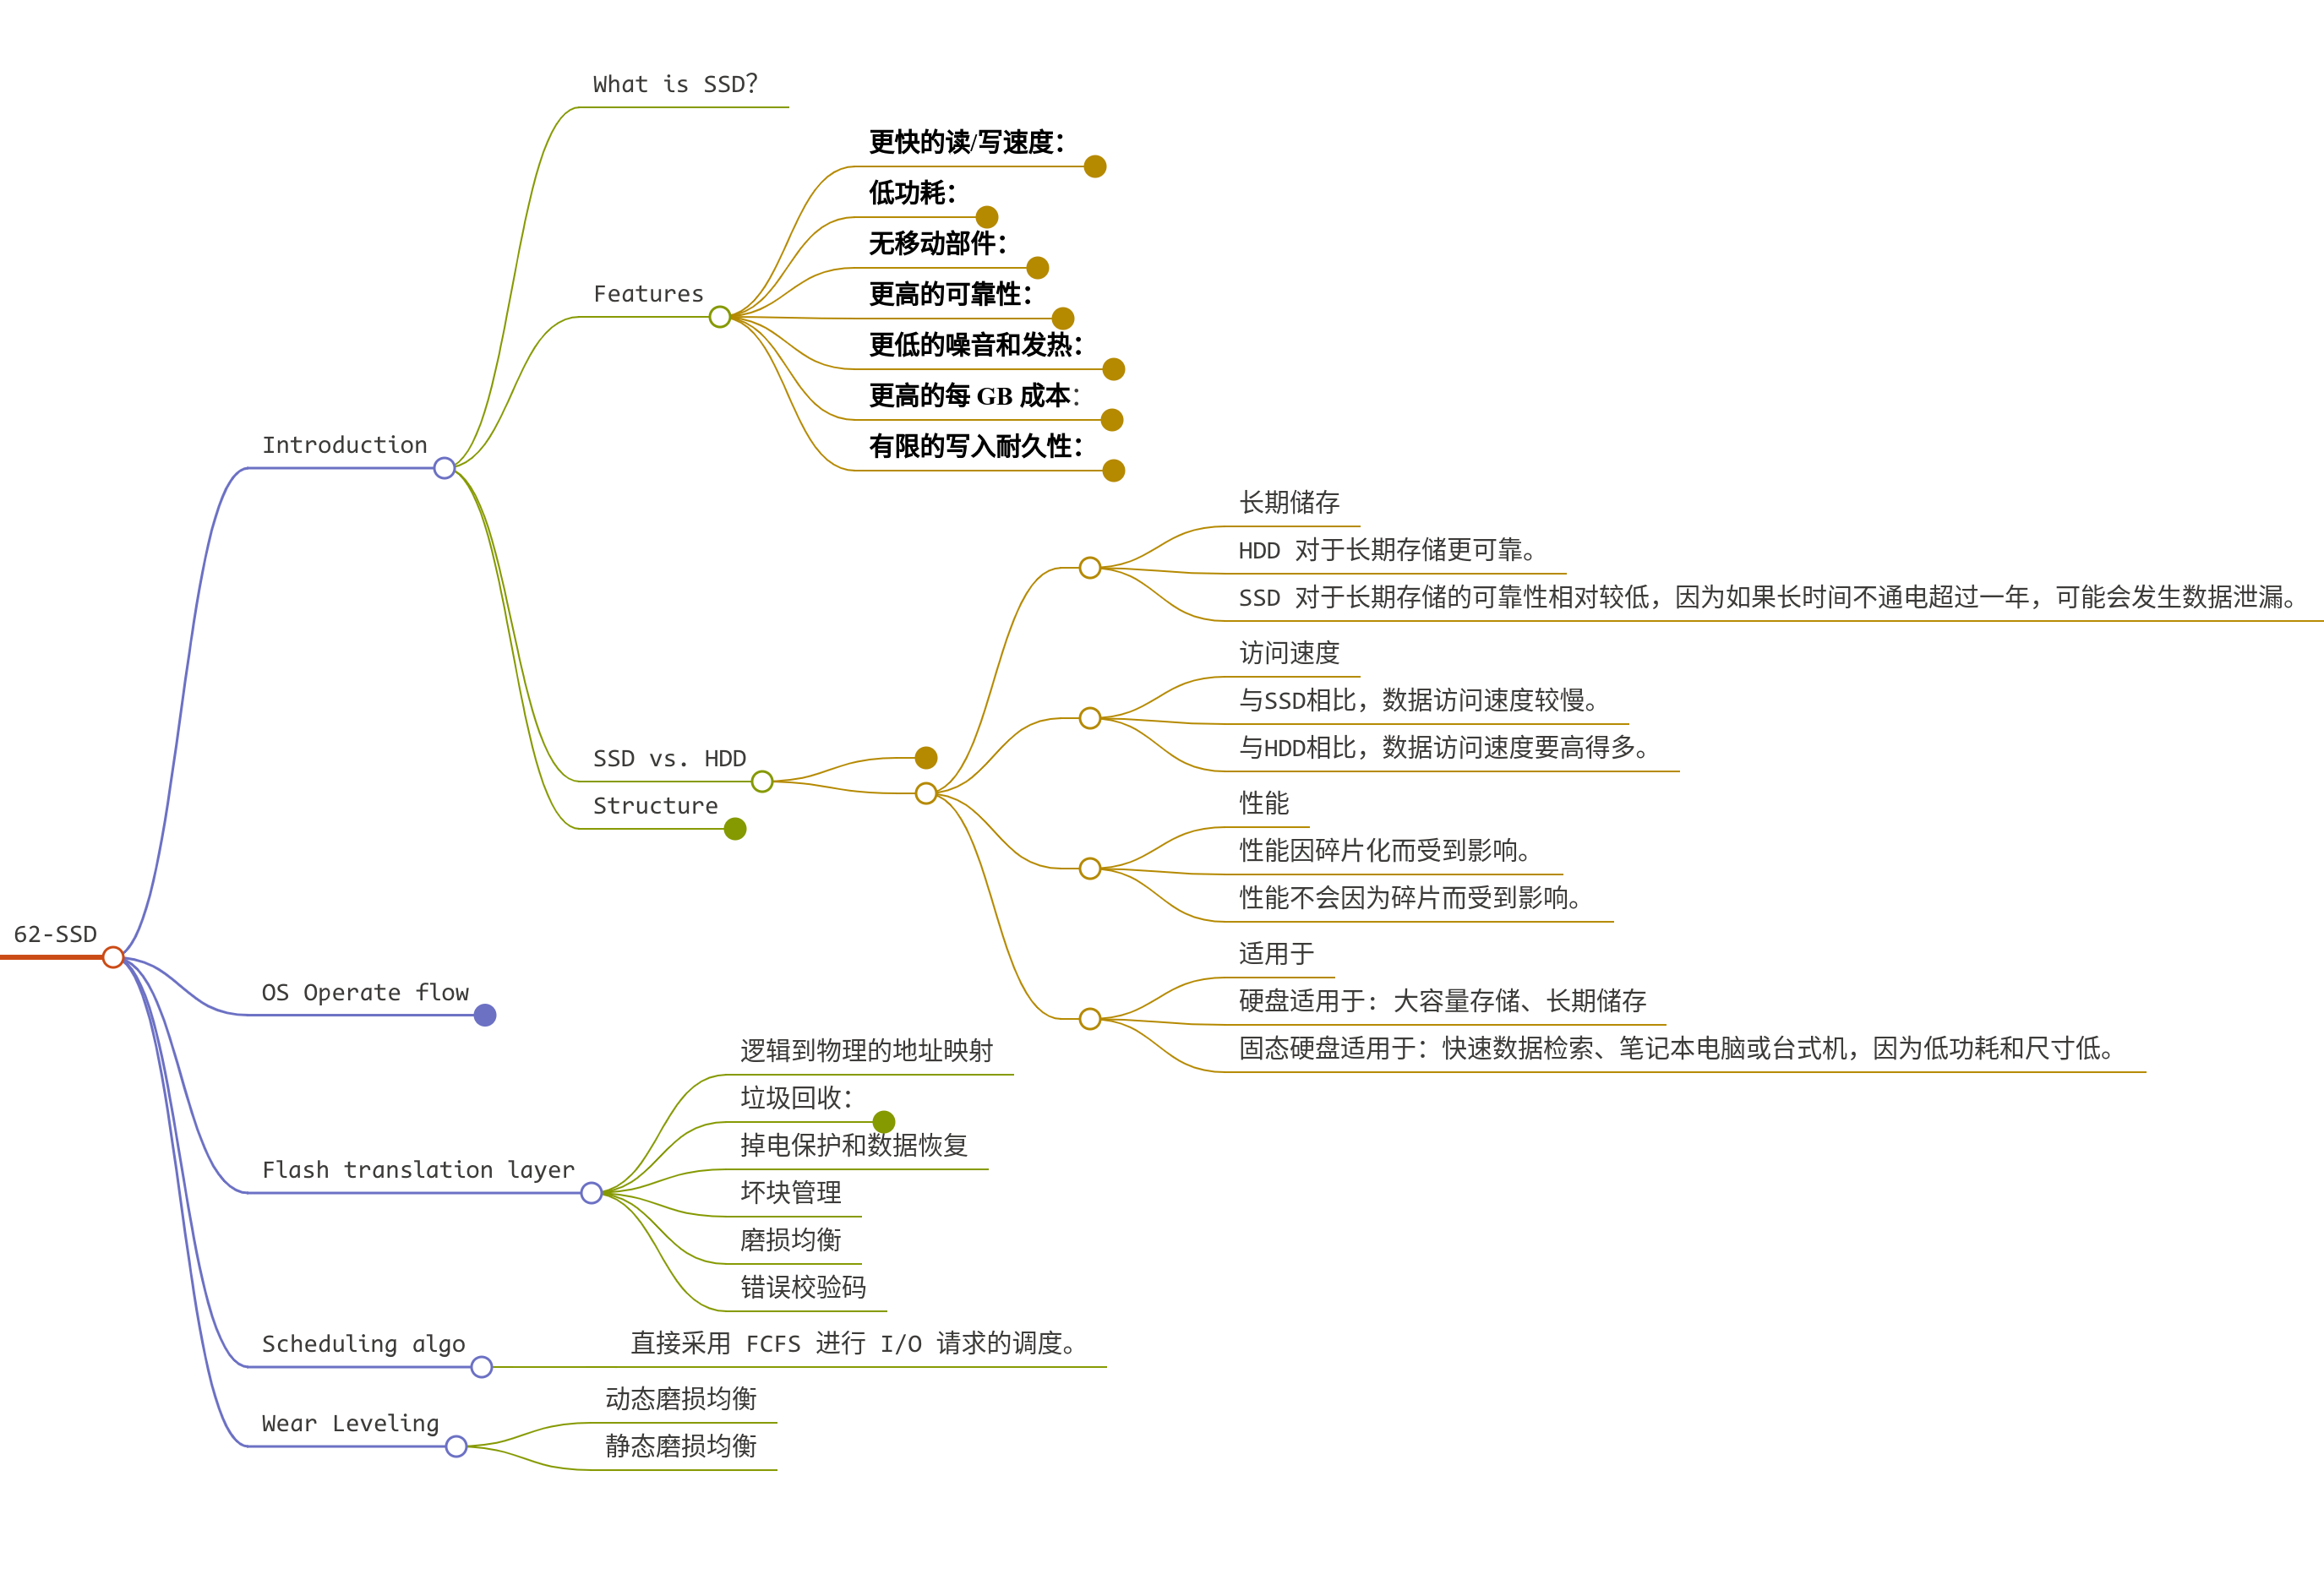 62-SSD
Introduction
What is SSD?
Features
更快的读/写速度：
低功耗：
无移动部件：
更高的可靠性：
更低的噪音和发热：
更高的每 GB 成本：
有限的写入耐久性：
SSD vs. HDD
长期储存
HDD 对于长期存储更可靠。
SSD 对于长期存储的可靠性相对较低，因为如果长时间不通电超过一年，可能会发生数据泄漏。
访问速度
与SSD相比，数据访问速度较慢。
与HDD相比，数据访问速度要高得多。
性能
性能因碎片化而受到影响。
性能不会因为碎片而受到影响。
适用于
硬盘适用于: 大容量存储、长期储存
固态硬盘适用于：快速数据检索、笔记本电脑或台式机，因为低功耗和尺寸低。
Structure
OS Operate flow
Flash translation layer
逻辑到物理的地址映射
垃圾回收：
掉电保护和数据恢复
坏块管理
磨损均衡
错误校验码
Scheduling algo
直接采用 FCFS 进行 I/O 请求的调度。
Wear Leveling
动态磨损均衡
静态磨损均衡